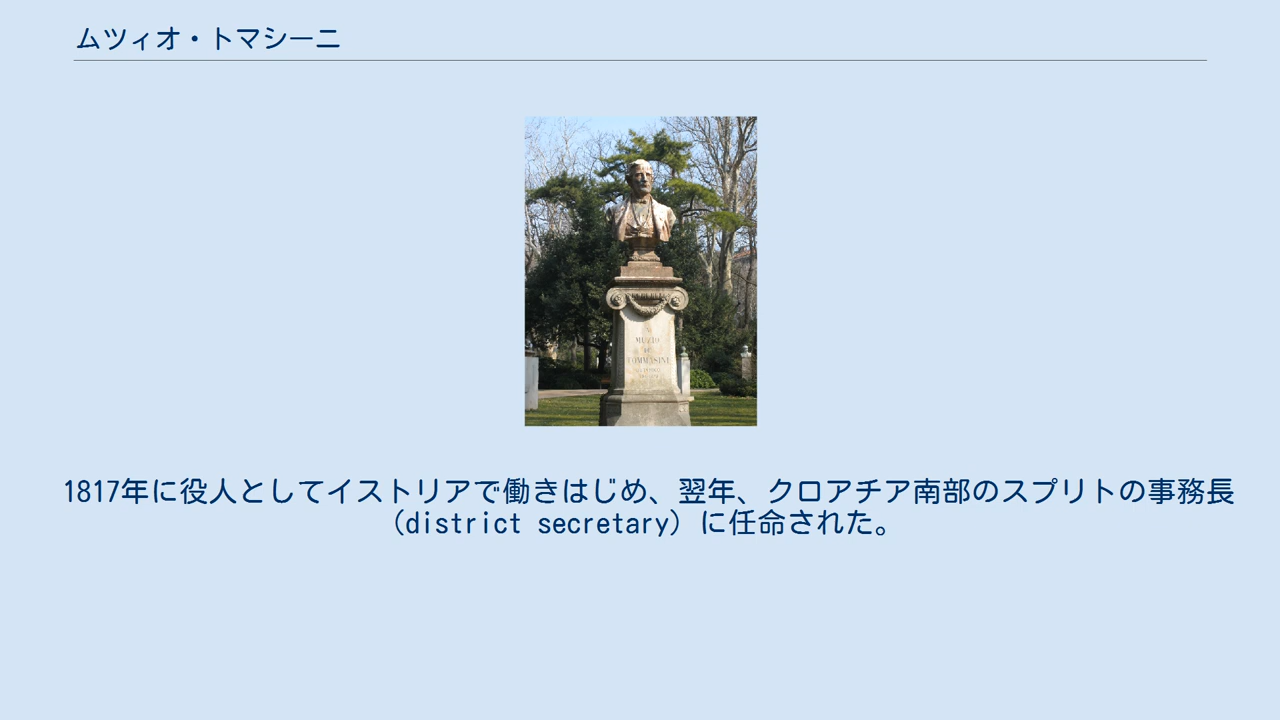 ムツィオ・トマシーニ
MUZIO
TOMMASINI
1817年に役人としてイストリアで働きはじめ、翌年、クロアチア南部のスプリトの事務長
(district secretary) に任命された。